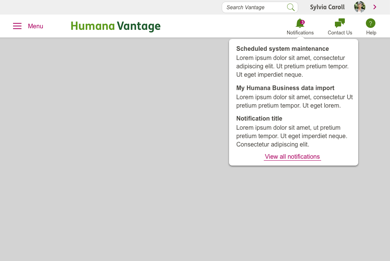 Search Vantage
Sylvia Caroll
Menu
Humana Vantage
Notifications
Contact Us
Help
Scheduled system maintenance
Lorem ipsum dolor sit amet, consectetur
adipiscing elit. Ut pretium pretium tempor.
Ut eget imperdiet neque.
My Humana Business data import
Lorem ipsum dolor sit amet, consectetur Ut
pretium pretium tempor. Ut eget lorem.
Notification title
Lorem ipsum dolor sit amet, ut pretium
pretium tempor. Ut eget imperdiet neque.
Consectetur adipiscing elit.
View all notifications